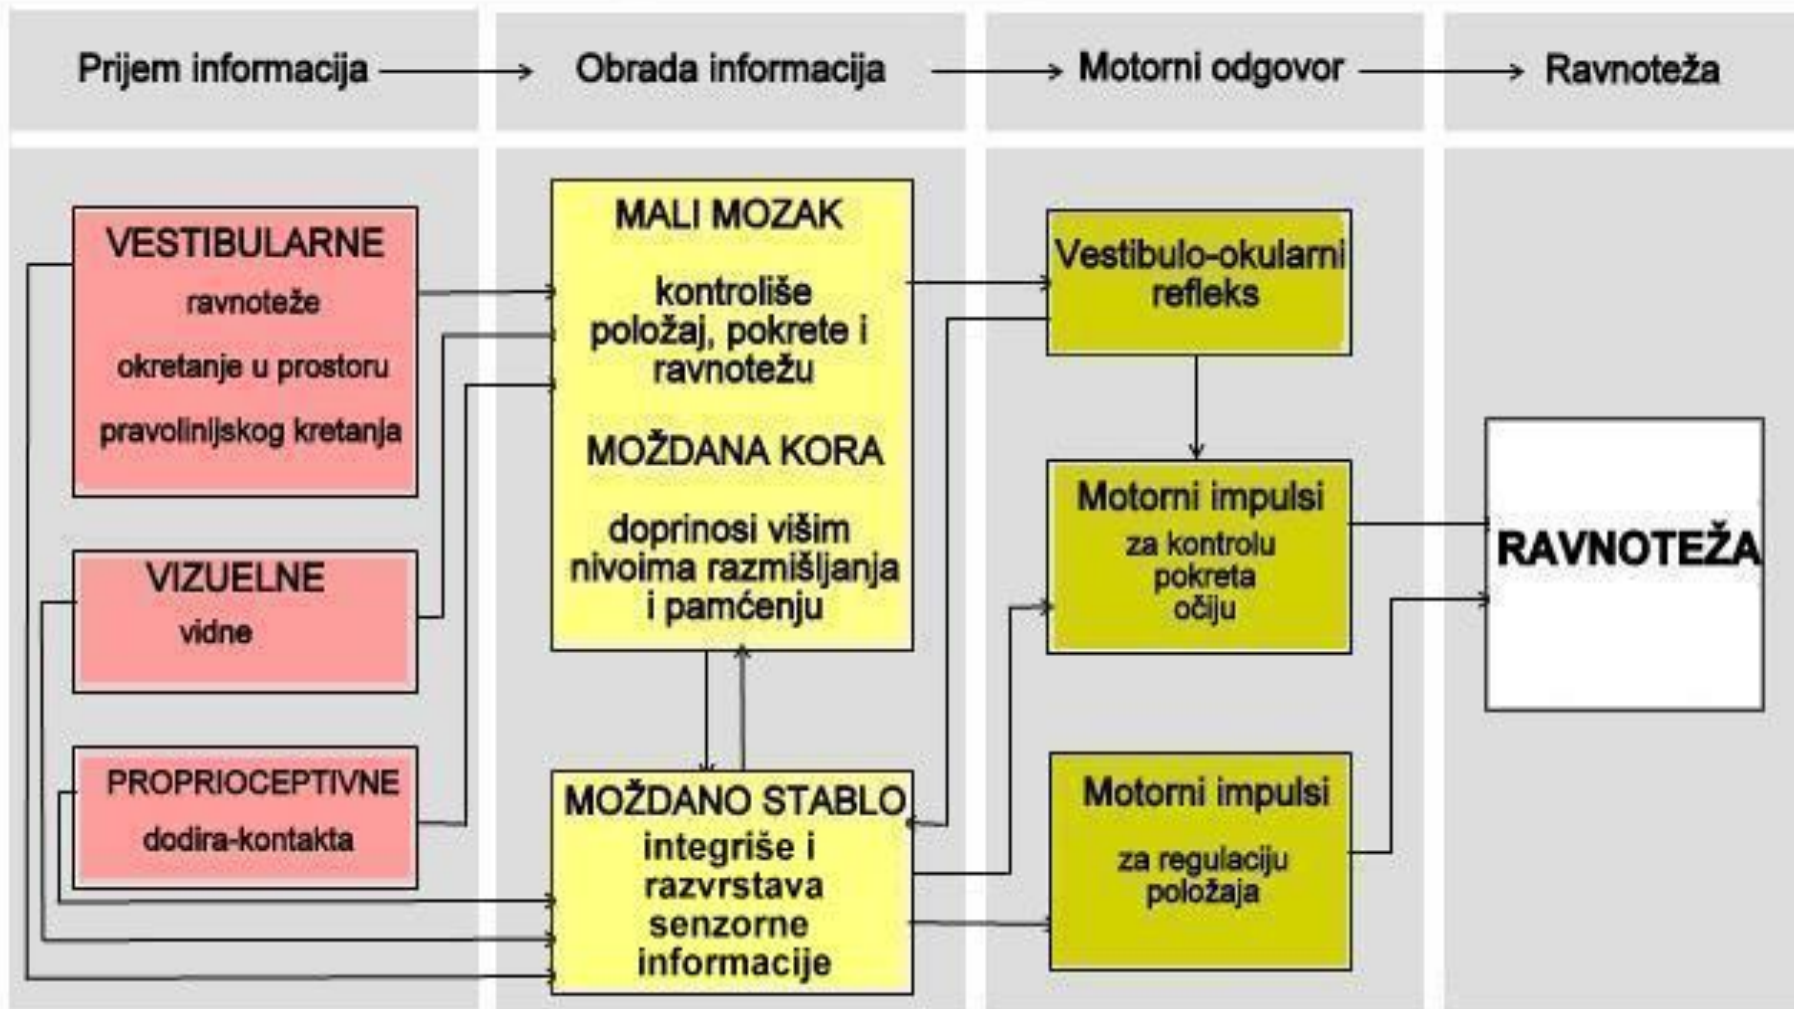 Prijem informacija
Obrada informacija
Motorni odgovor
Ravnoteža
VESTIBULARNE
ravnoteže
okretanje u prostoru
pravolinijskog kretanja
VIZUELNE
vidne
PROPRIOCEPTIVNE
dodira-kontakta
MALI MOZAK
kontroliše
položaj, pokrete i
ravnotežu
MOŽDANA KORA
doprinosi višim
nivoima razmišljanja
i pamćenju
MOŽDANO STABLO
integriše i
razvrstava
senzorne
informacije
Vestibulo-okularni
refleks
Motorni impulsi
za kontrolu
pokreta
očiju
Motorni impulsi
za regulaciju
položaja
RAVNOTEŽA